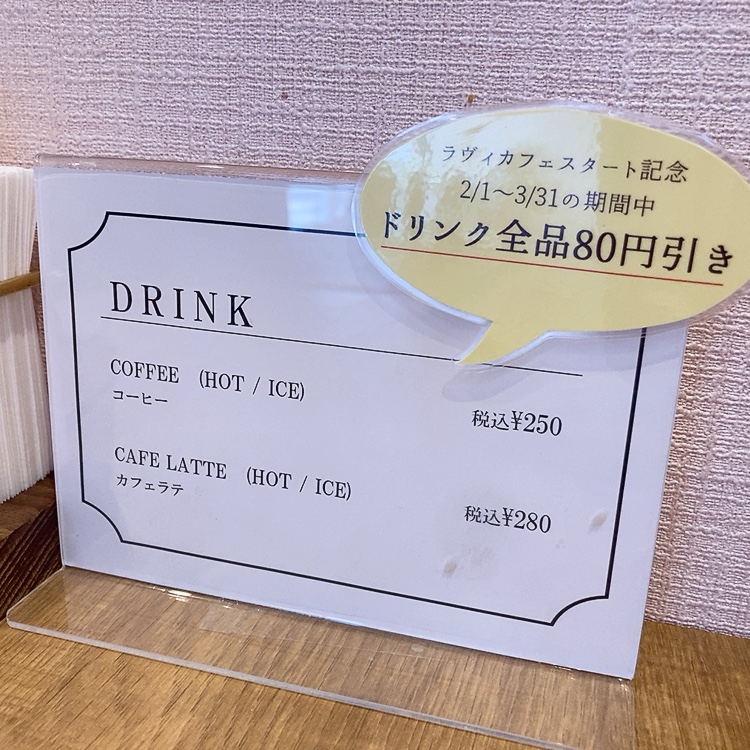 ラヴィカフェスタート記念
2/1～3/31の期間中
ドリンク全品80円引き
DRINK
COFFEE (HOT / ICE)
コーヒー
税込¥250
CAFE LATTE (HOT / ICE)
カフェラテ
税込¥280